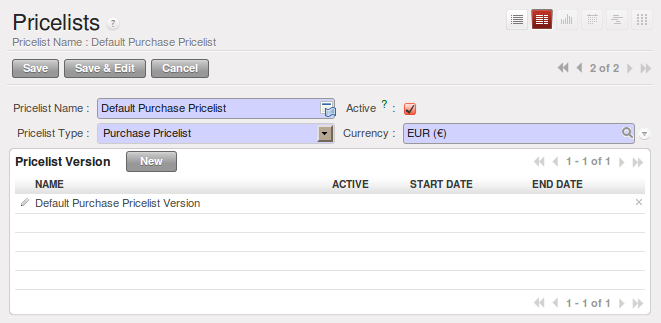 Pricelists ?
Pricelist Name : Default Purchase Pricelist
Save Save & Edit Cancel 2 of 2
Pricelist Name : Default Purchase Pricelist Active ? :
Pricelist Type : Purchase Pricelist Currency : EUR (€)
Pricelist Version New 1 - 1 of 1
NAME ACTIVE START DATE END DATE
Default Purchase Pricelist Version
1 - 1 of 1